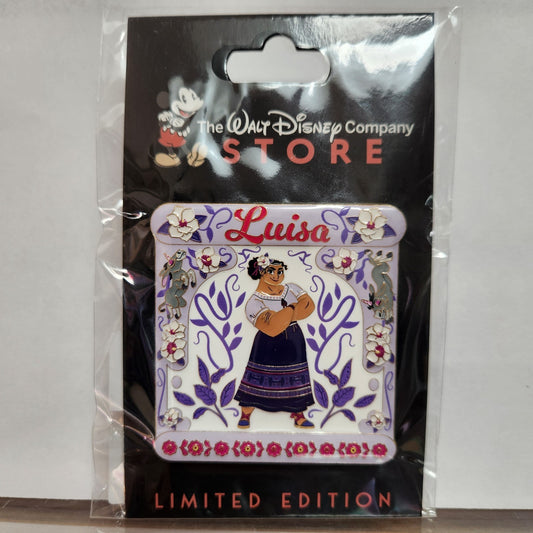 The WALT DISNEY Company
STORE
Luisa
LIMITED EDITION